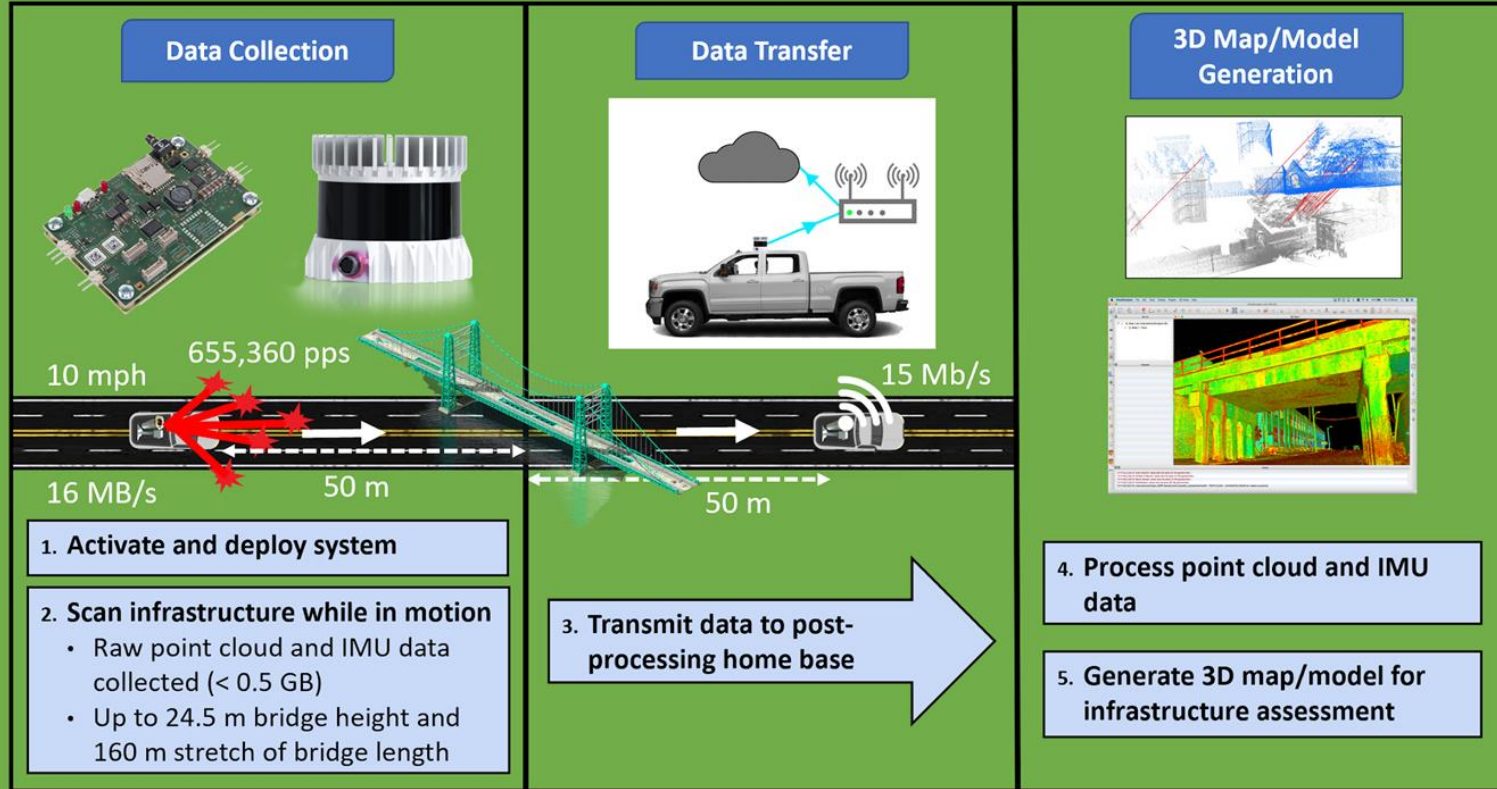 Data Collection
655,360 pps
10 mph
16 MB/s
50 m
1. Activate and deploy system
2. Scan infrastructure while in motion
• Raw point cloud and IMU data
collected (< 0.5 GB)
• Up to 24.5 m bridge height and
160 m stretch of bridge length
Data Transfer
15 Mb/s
50 m
3. Transmit data to post-
processing home base
3D Map/Model
Generation
4. Process point cloud and IMU
data
5. Generate 3D map/model for
infrastructure assessment